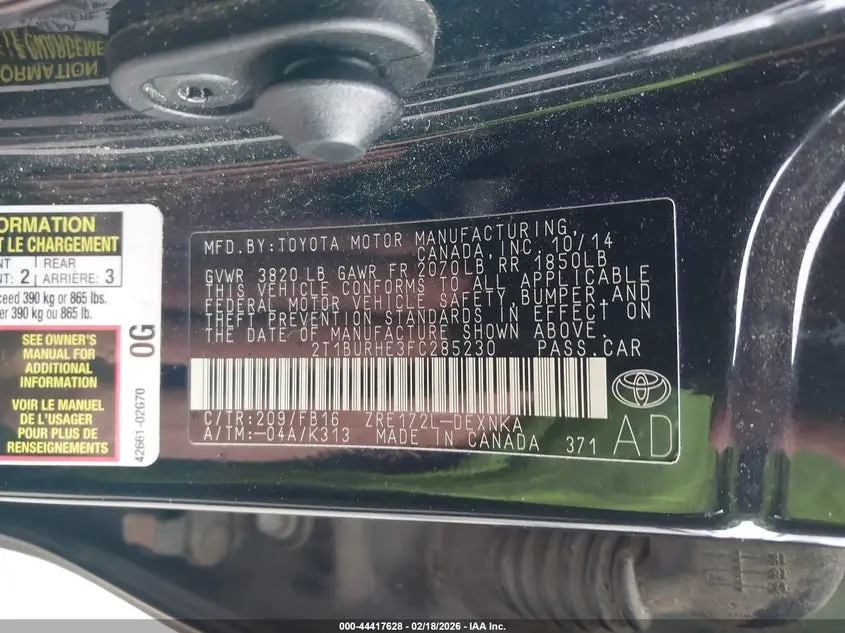 TE CHARGEME
FORMATION
ORMATION
T LE CHARGEMENT
NT 2 REAR 3
NT: ARRIÈRE:
ceed 390 kg or 865 lbs.
er 390 kg ou 865 lb.
SEE OWNER'S
MANUAL FOR
ADDITIONAL
INFORMATION
VOIR LE MANUEL
DE L'USAGER
POUR PLUS DE
RENSEIGNEMENTS
0G
42661-02G70
MFD.BY:TOYOTA MOTOR MANUFACTURING,
CANADA,INC. 10/14
GVWR 3820LB GAWR FR 2070LB RR 1850LB
THIS VEHICLE CONFORMS TO ALL APPLICABLE
FEDERAL MOTOR VEHICLE SAFETY,BUMPER,AND
THEFT PREVENTION STANDARDS IN EFFECT ON
THE DATE OF MANUFACTURE SHOWN ABOVE.
2T1BURHE3FC285230 PASS.CAR
C/TR:209/FB16 ZRE172L-DEXNKA
A/TM:-04A/K313 MADE IN CANADA 371
AD
000-44417628 - 02/18/2026 - IAA Inc.